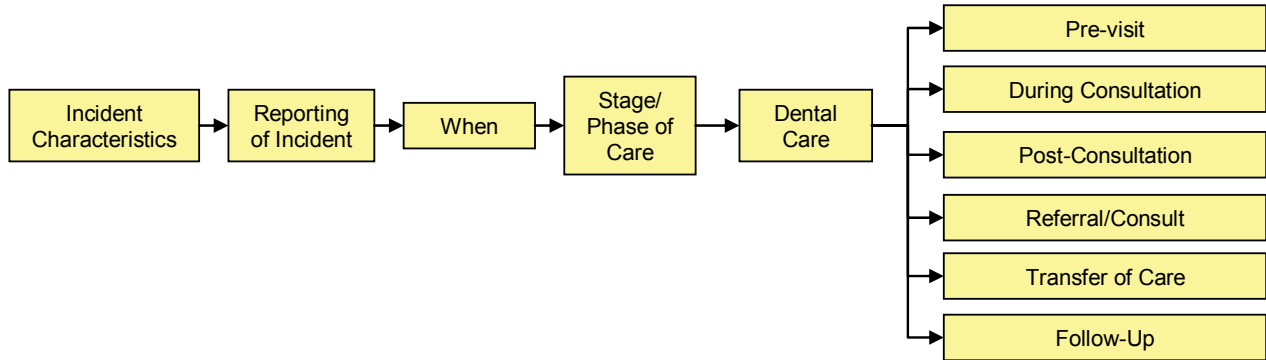 Incident
Characteristics
Reporting
of Incident
When
Stage/
Phase of
Care
Dental
Care
Pre-visit
During Consultation
Post-Consultation
Referral/Consult
Transfer of Care
Follow-Up